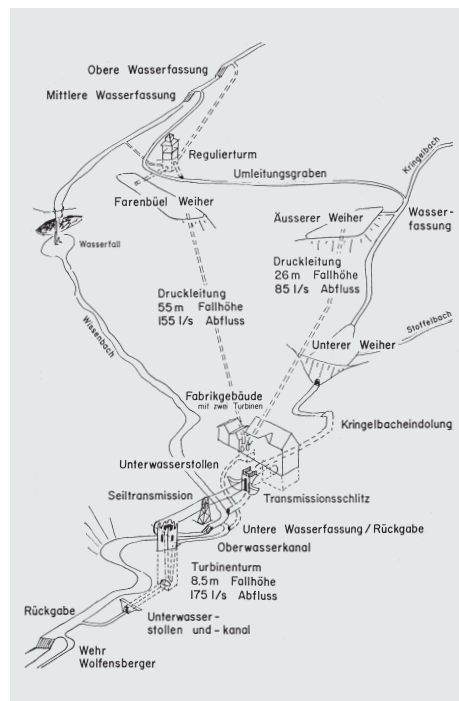 Obere Wasserfassung
Mittlere Wasserfassung
Regulierturm
Kringelbach
Umleitungsgraben
Farenbüel Weiher
Äusserer Weiher
Wasser-
fassung
Wasserfall
Druckleitung
26 m Fallhöhe
85 l/s Abfluss
Druckleitung
55 m Fallhöhe
155 l/s Abfluss
Wissenbach
Stoffelbach
Unterer Weiher
Fabrikgebäude
mit zwei Turbinen
Kringelbacheindolung
Unterwasserstollen
Seiltransmission
Transmissionsschlitz
Untere Wasserfassung/Rückgabe
Oberwasserkanal
Turbinenturm
8.5 m Fallhöhe
175 l/s Abfluss
Rückgabe
Unterwasser-
stollen und -kanal
Wehr
Wolfensberger